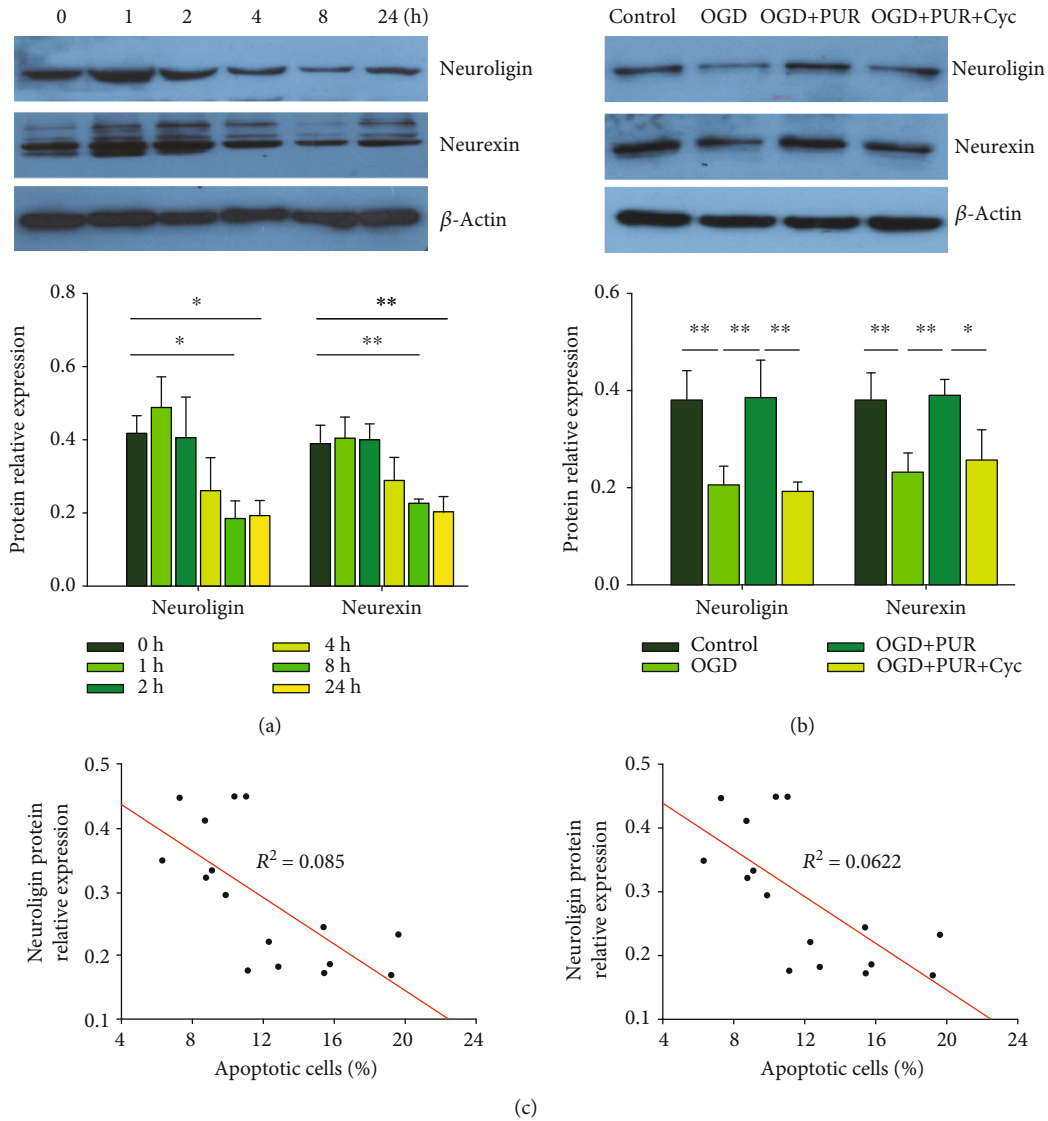 0 1 2 4 8 24 (h)
Neuroligin
Neurexin
β-Actin
Protein relative expression
0.8
0.6
0.4
0.2
0.0
* *
** **
Neuroligin Neurexin
0 h 4 h
1 h 8 h
2 h 24 h
(a)
Control OGD OGD+PUR OGD+PUR+Cyc
Neuroligin
Neurexin
β-Actin
Protein relative expression
0.6
0.4
0.2
0.0
** ** ** ** ** *
Neuroligin Neurexin
Control OGD+PUR
OGD OGD+PUR+Cyc
(b)
Neuroligin protein
relative expression
0.5
0.4
0.3
0.2
0.1
R² = 0.085
4 8 12 16 20 24
Apoptotic cells (%)
Neuroligin protein
relative expression
0.5
0.4
0.3
0.2
0.1
R² = 0.0622
4 8 12 16 20 24
Apoptotic cells (%)
(c)